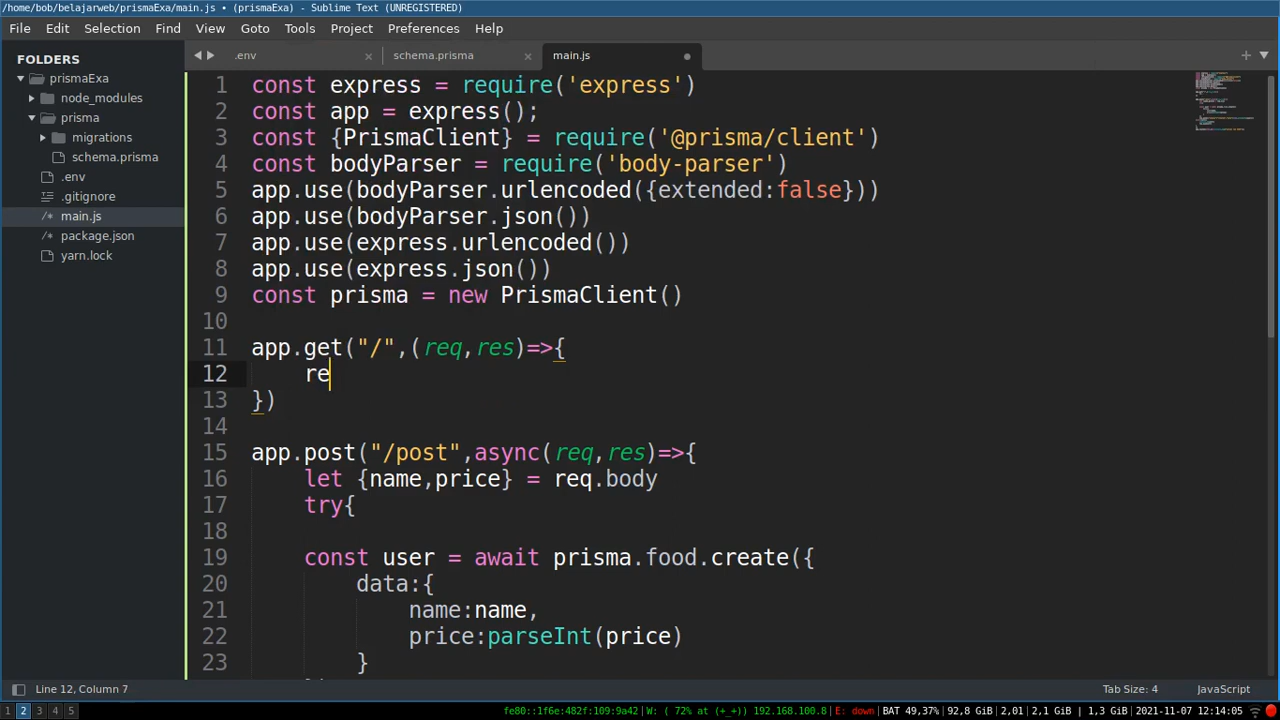 /home/bob/belajarweb/prismaExa/main.js • (prismaExa) - Sublime Text (UNREGISTERED)
File Edit Selection Find View Goto Tools Project Preferences Help
FOLDERS
prismaExa
node_modules
prisma
migrations
schema.prisma
.env
.gitignore
/* main.js
/* package.json
yarn.lock
.env × schema.prisma × main.js •
1 const express = require('express')
2 const app = express();
3 const {PrismaClient} = require('@prisma/client')
4 const bodyParser = require('body-parser')
5 app.use(bodyParser.urlencoded({extended:false}))
6 app.use(bodyParser.json())
7 app.use(express.urlencoded())
8 app.use(express.json())
9 const prisma = new PrismaClient()
10
11 app.get("/",(req,res)=>{
12     re
13 })
14
15 app.post("/post",async(req,res)=>{
16     let {name,price} = req.body
17     try{
18
19     const user = await prisma.food.create({
20         data:{
21             name:name,
22             price:parseInt(price)
23         }
Line 12, Column 7 Tab Size: 4 JavaScript
1 2 3 4 5 fe80::1f6e:482f:109:9a42|W: ( 72% at (+_+)) 192.168.100.8|E: down|BAT 49,37%|92,8 GiB|2,01|2,1 GiB | 1,3 GiB|2021-11-07 12:14:05